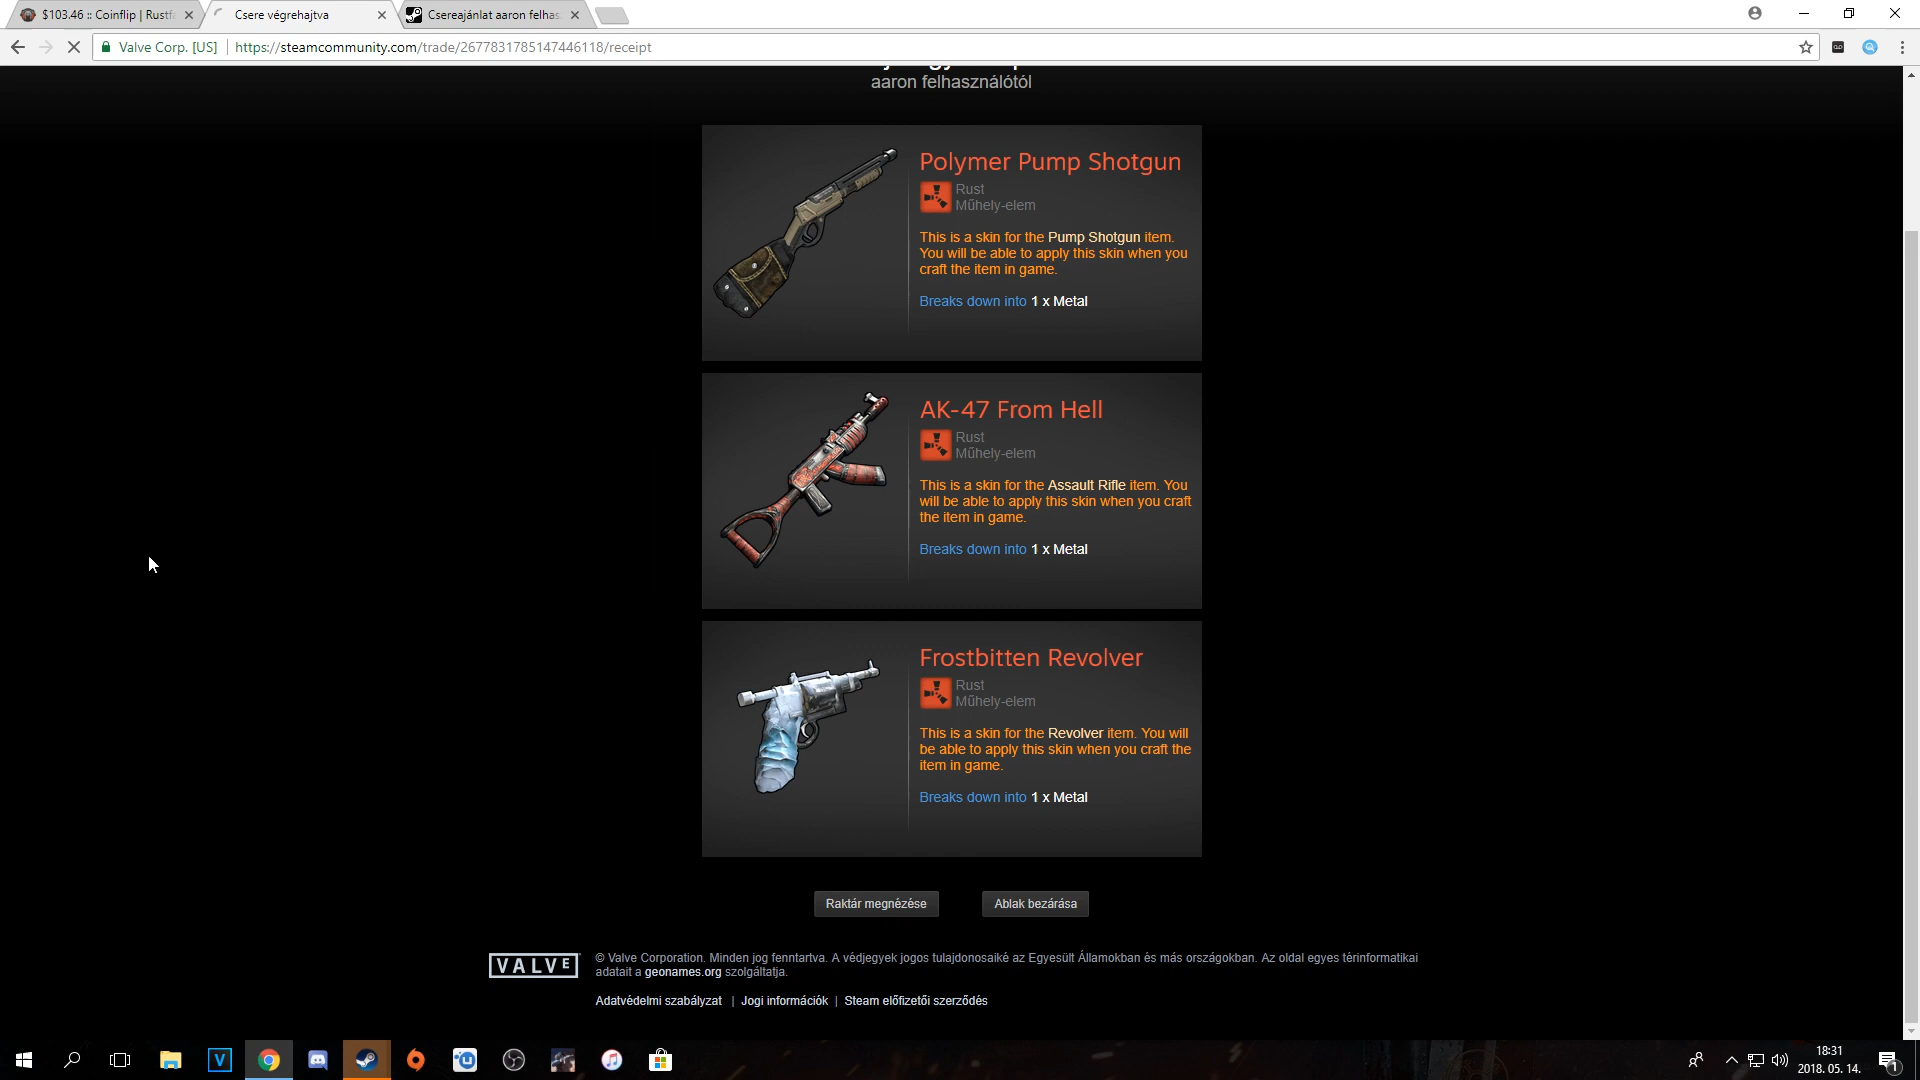 $103.46 :: Coinflip | Rustf
Csere végrehajtva
Csereajánlat aaron felhas
Valve Corp. [US]
https://steamcommunity.com/trade/2677831785147446118/receipt
aaron felhasználótól
Polymer Pump Shotgun
Rust
Műhely-elem
This is a skin for the Pump Shotgun item.
You will be able to apply this skin when you
craft the item in game.
Breaks down into 1 x Metal
AK-47 From Hell
Rust
Műhely-elem
This is a skin for the Assault Rifle item. You
will be able to apply this skin when you craft
the item in game.
Breaks down into 1 x Metal
Frostbitten Revolver
Rust
Műhely-elem
This is a skin for the Revolver item. You will
be able to apply this skin when you craft the
item in game.
Breaks down into 1 x Metal
Raktár megnézése
Ablak bezárása
VALVE
© Valve Corporation. Minden jog fenntartva. A védjegyek jogos tulajdonosaiké az Egyesült Államokban és más országokban. Az oldal egyes térinformatikai
adatait a geonames.org szolgáltatja.
Adatvédelmi szabályzat | Jogi információk | Steam előfizetői szerződés
18:31
2018. 05. 14.
1